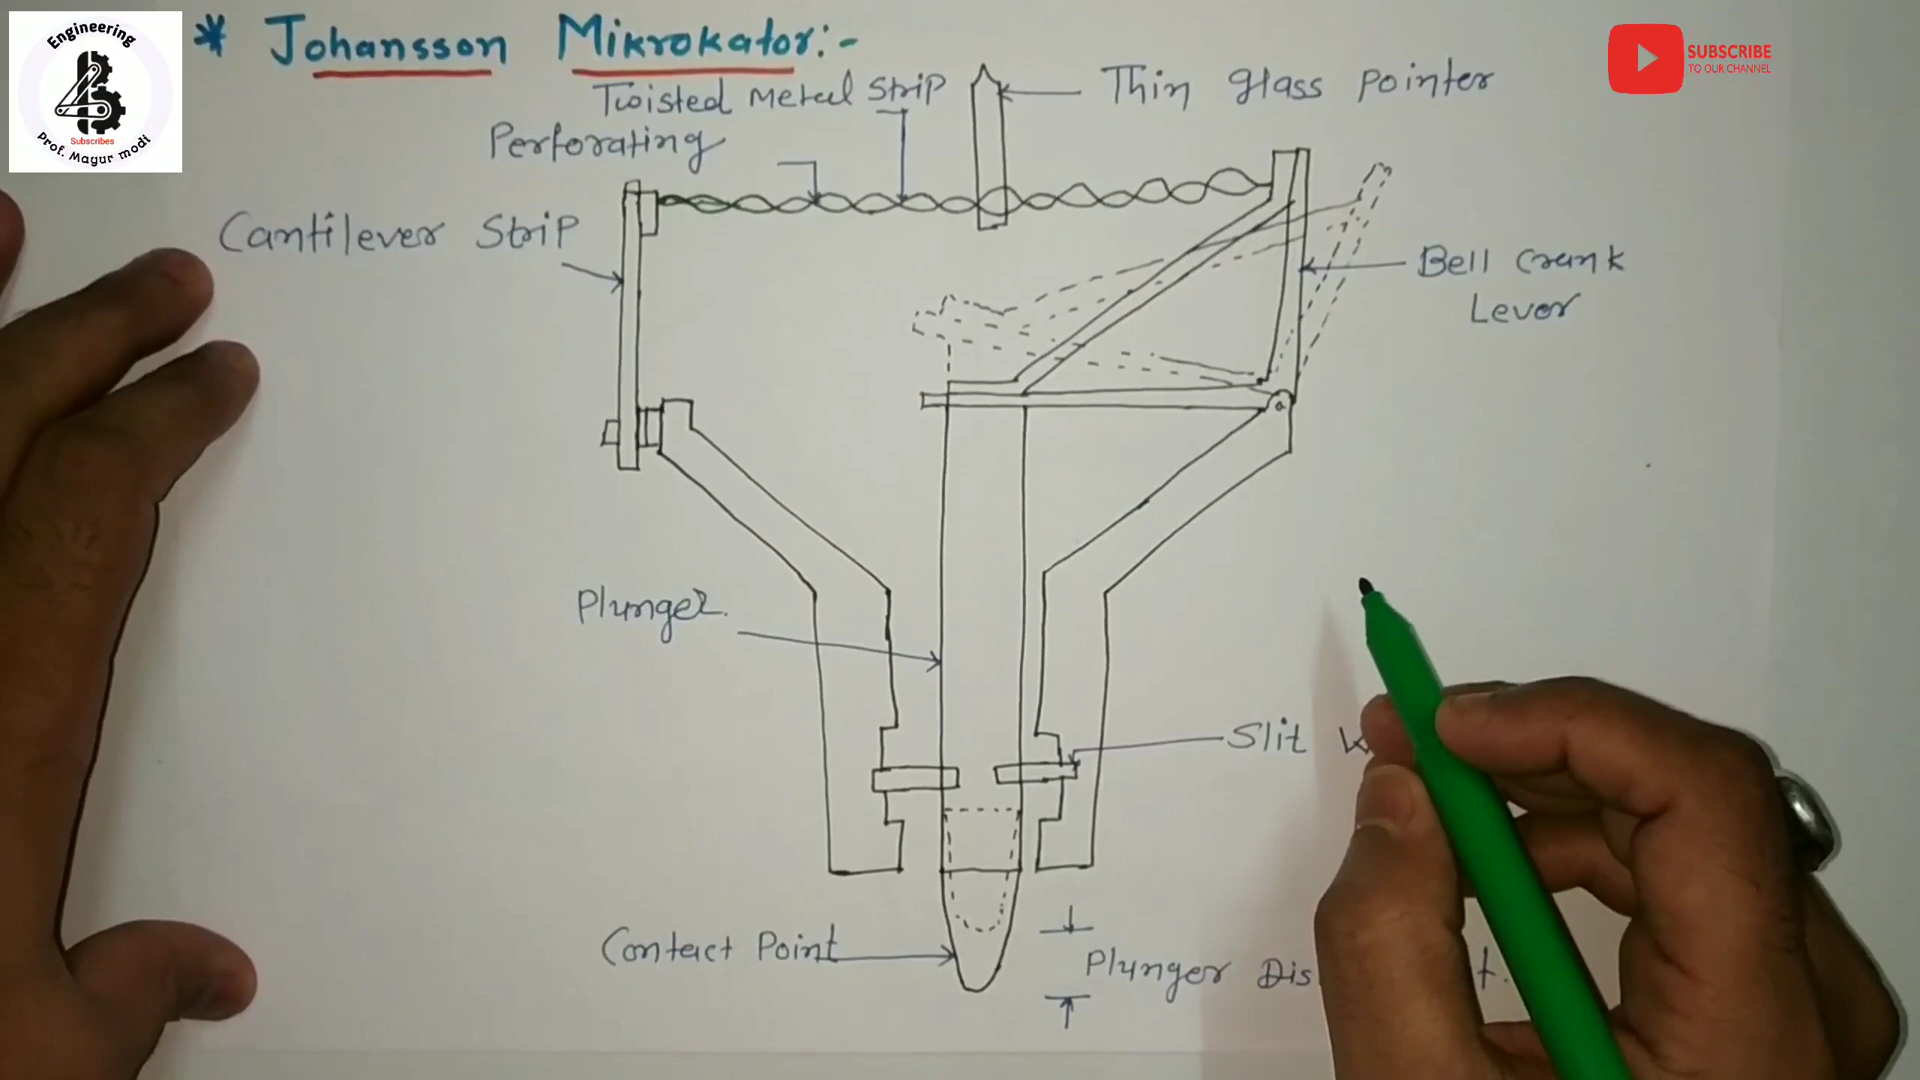 Engineering
Subscribes
Prof. Mayur modi
SUBSCRIBE
TO OUR CHANNEL
* Johansson Mikrokator:-
Twisted Metal Strip
Thin glass pointer
Perforating
Cantilever Strip
Bell Crank
Lever
Plunger.
Slit
Contact Point
Plunger